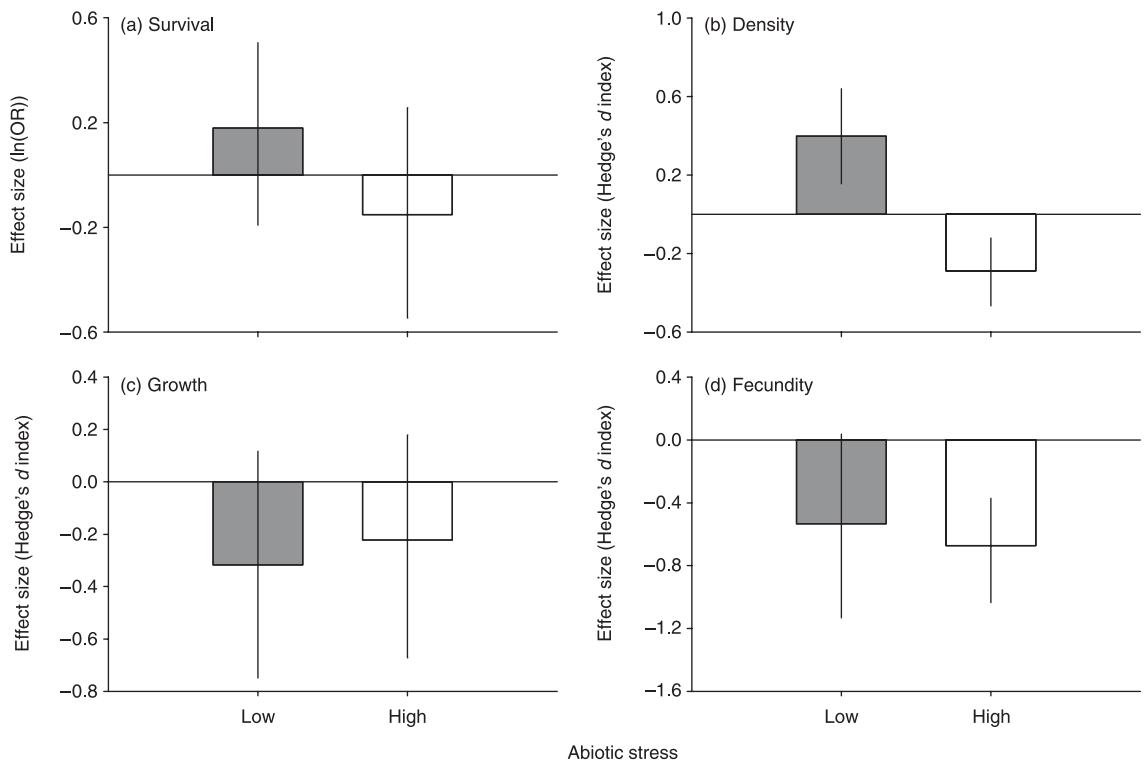 (a) Survival
Effect size (ln(OR))
0.6
0.2
−0.2
−0.6
(b) Density
Effect size (Hedge's d index)
1.0
0.6
0.2
−0.2
−0.6
(c) Growth
Effect size (Hedge's d index)
0.4
0.2
0.0
−0.2
−0.4
−0.6
−0.8
Low High
(d) Fecundity
Effect size (Hedge's d index)
0.4
0.0
−0.4
−0.8
−1.2
−1.6
Low High
Abiotic stress